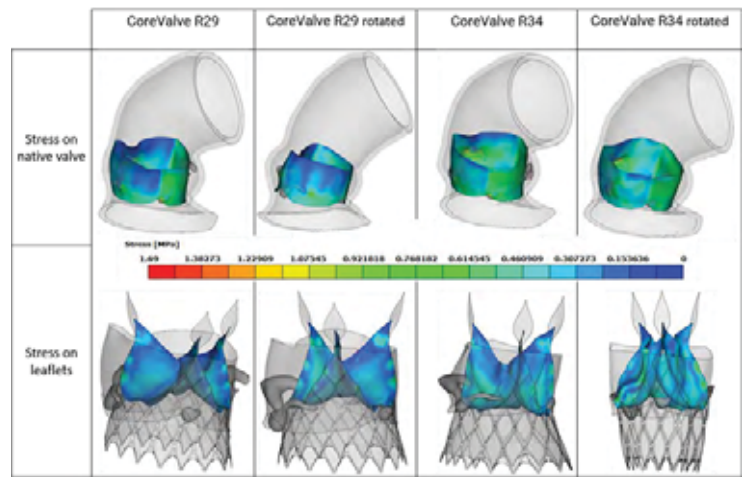 CoreValve R29
CoreValve R29 rotated
CoreValve R34
CoreValve R34 rotated
Stress on
native valve
Stress [MPa]
1.69 1.38273 1.22909 1.07545 0.921818 0.768182 0.614545 0.460909 0.307273 0.153636 0
Stress on
leaflets